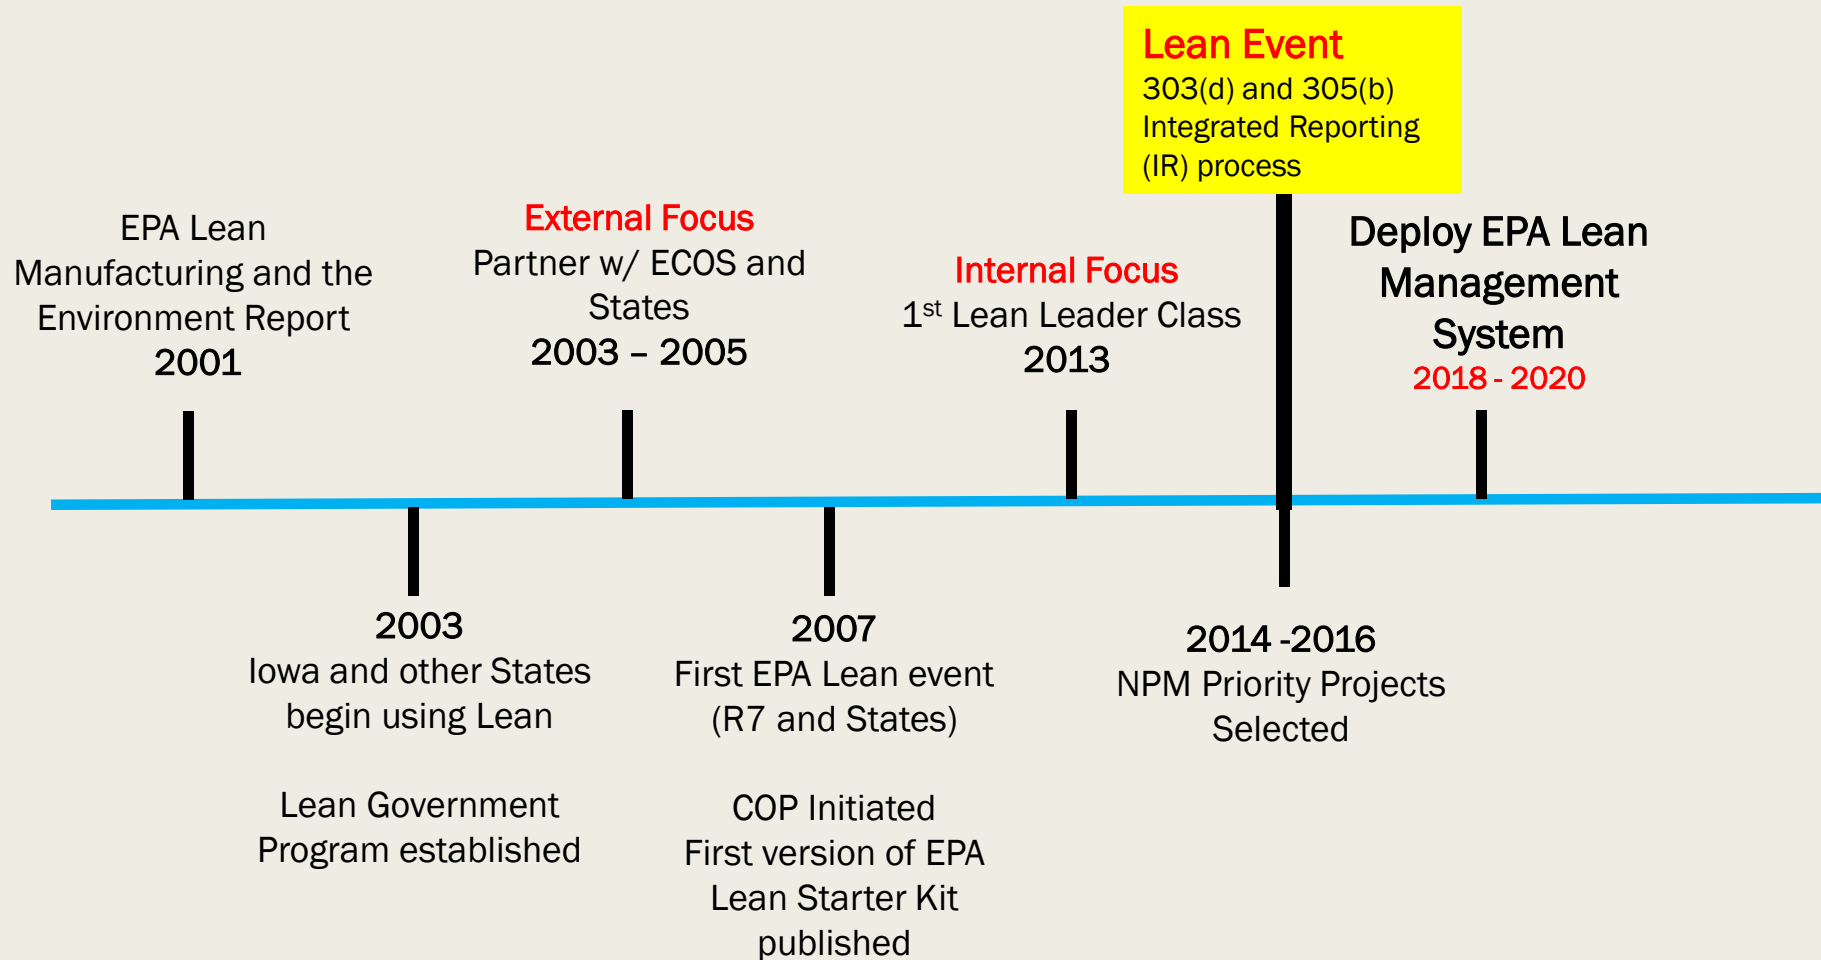 Lean Event
303(d) and 305(b)
Integrated Reporting
(IR) process
EPA Lean
Manufacturing and the
Environment Report
2001
External Focus
Partner w/ ECOS and
States
2003 – 2005
Internal Focus
1st Lean Leader Class
2013
Deploy EPA Lean
Management
System
2018 - 2020
2003
Iowa and other States
begin using Lean
Lean Government
Program established
2007
First EPA Lean event
(R7 and States)
COP Initiated
First version of EPA
Lean Starter Kit
published
2014 -2016
NPM Priority Projects
Selected